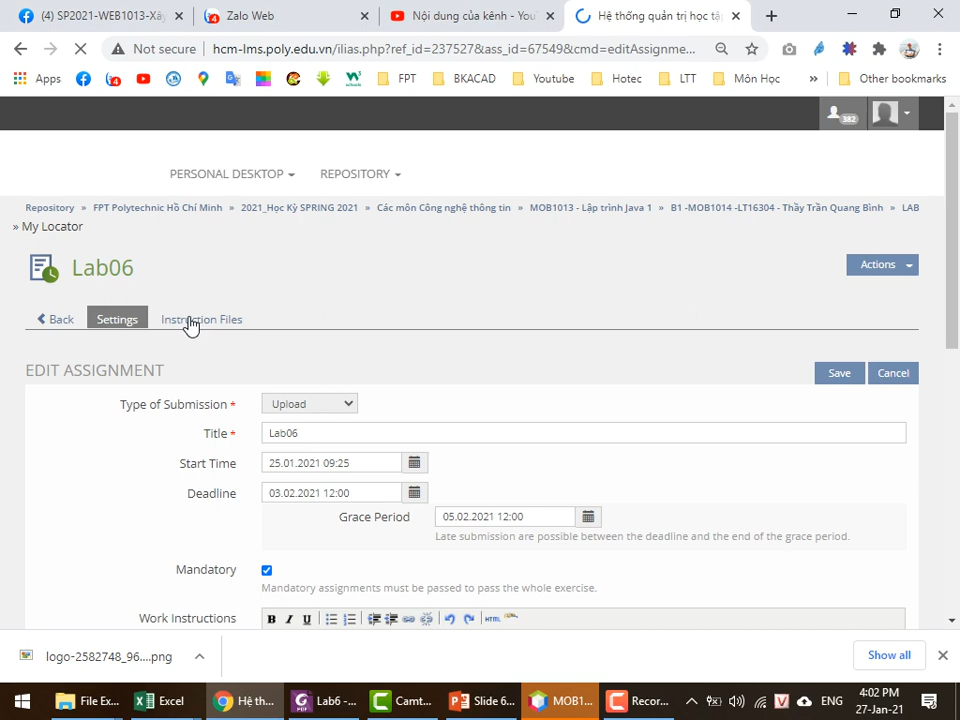 (4) SP2021-WEB1013-Xây
Zalo Web
Nội dung của kênh - You
Hệ thống quản trị học tậ
Not secure
hcm-lms.poly.edu.vn/ilias.php?ref_id=237527&ass_id=67549&cmd=editAssignme...
Apps
FPT
BKACAD
Youtube
Hotec
LTT
Môn Học
»
Other bookmarks
382
PERSONAL DESKTOP
REPOSITORY
Repository » FPT Polytechnic Hồ Chí Minh » 2021_Học Kỳ SPRING 2021 » Các môn Công nghệ thông tin » MOB1013 - Lập trình Java 1 » B1 -MOB1014 -LT16304 - Thầy Trần Quang Bình » LAB
» My Locator
Lab06
Actions
Back
Settings
Instruction Files
EDIT ASSIGNMENT
Save
Cancel
Type of Submission *
Upload
Title *
Lab06
Start Time
25.01.2021 09:25
Deadline
03.02.2021 12:00
Grace Period
05.02.2021 12:00
Late submission are possible between the deadline and the end of the grace period.
Mandatory
Mandatory assignments must be passed to pass the whole exercise.
Work Instructions
B I U
HTML
logo-2582748_96....png
Show all
File Ex...
Excel
Hệ th...
Lab6 -...
Camt...
Slide 6...
MOB1...
Recor...
ENG
4:02 PM
27-Jan-21